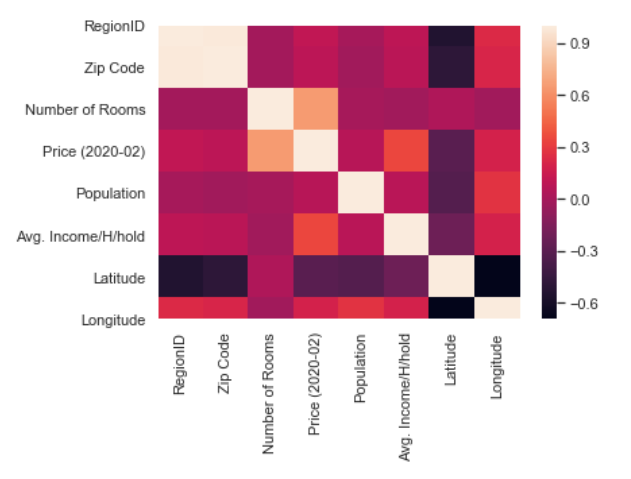 RegionID
Zip Code
Number of Rooms
Price (2020-02)
Population
Avg. Income/H/hold
Latitude
Longitude
0.9
0.6
0.3
0.0
−0.3
−0.6
RegionID
Zip Code
Number of Rooms
Price (2020-02)
Population
Avg. Income/H/hold
Latitude
Longitude